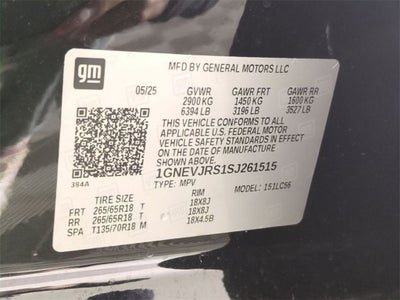 gm
MFD BY GENERAL MOTORS LLC
05/25 GVWR GAWR FRT GAWR RR
2900 KG 1450 KG 1600 KG
6394 LB 3196 LB 3527 LB
THIS VEHICLE CONFORMS TO ALL
APPLICABLE U.S. FEDERAL MOTOR
VEHICLE SAFETY STANDARDS IN EFFECT
ON THE DATE OF MANUFACTURE SHOWN ABOVE.
1GNEVJRS1SJ261515
TYPE: MPV MODEL: 1SLC56
394A
TIRE SIZE RIM
FRT 265/65R18 T 18X8J
RR 265/65R18 T 18X8J
SPA T135/70R18 M 18X4.5B